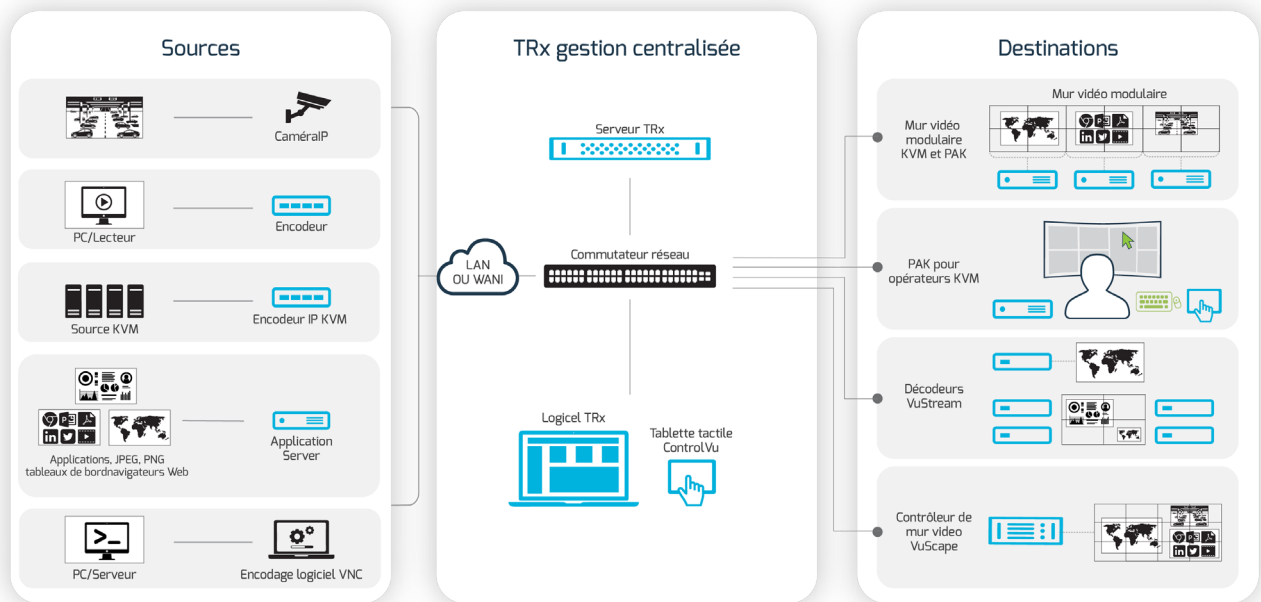 Sources
CaméraIP
PC/Lecteur
Encodeur
Source KVM
Encodeur IP KVM
Applications, JPEG, PNG
tableaux de bordnavigateurs Web
Application
Server
PC/Serveur
Encodage logiciel VNC
LAN
OU WANI
TRx gestion centralisée
Serveur TRx
Commutateur réseau
Logiciel TRx
Tablette tactile
ControlVu
Destinations
Mur vidéo
modulaire
KVM et PAK
Mur vidéo modulaire
PAK pour
opérateurs KVM
Décodeurs
VuStream
Contrôleur de
mur video
VuScape